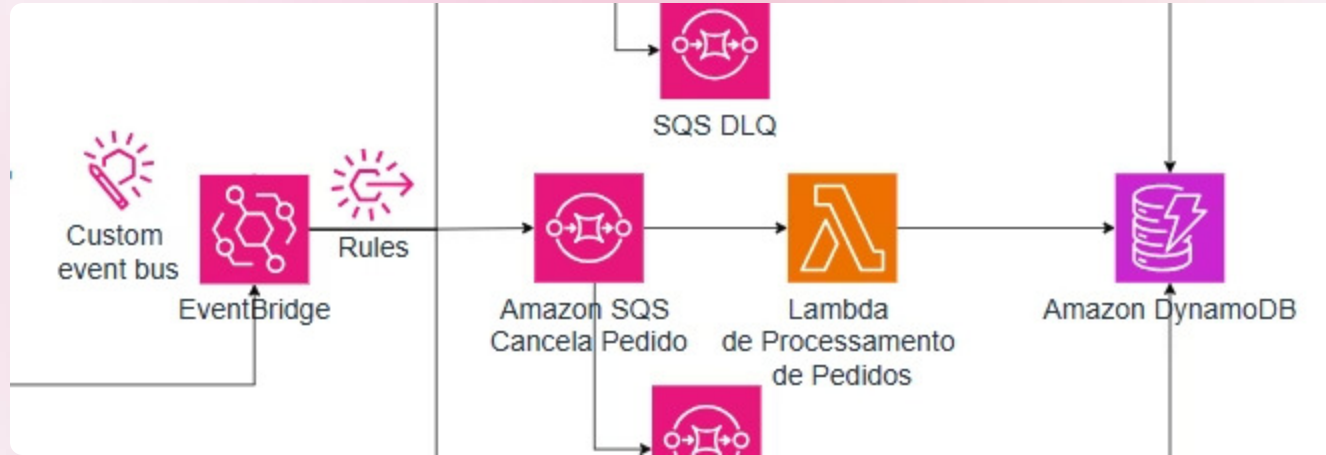 SQS DLQ
Custom
event bus
Rules
EventBridge
Amazon SQS
Cancela Pedido
Lambda
de Processamento
de Pedidos
Amazon DynamoDB